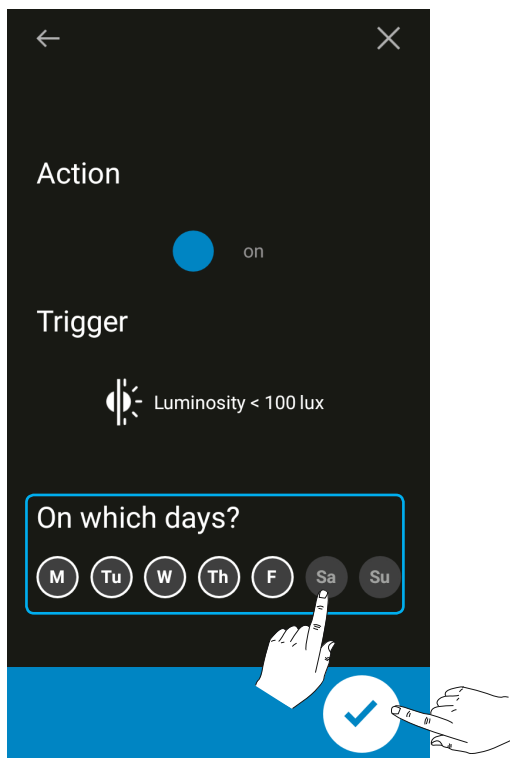 Action
on
Trigger
Luminosity < 100 lux
On which days?
M Tu W Th F Sa Su